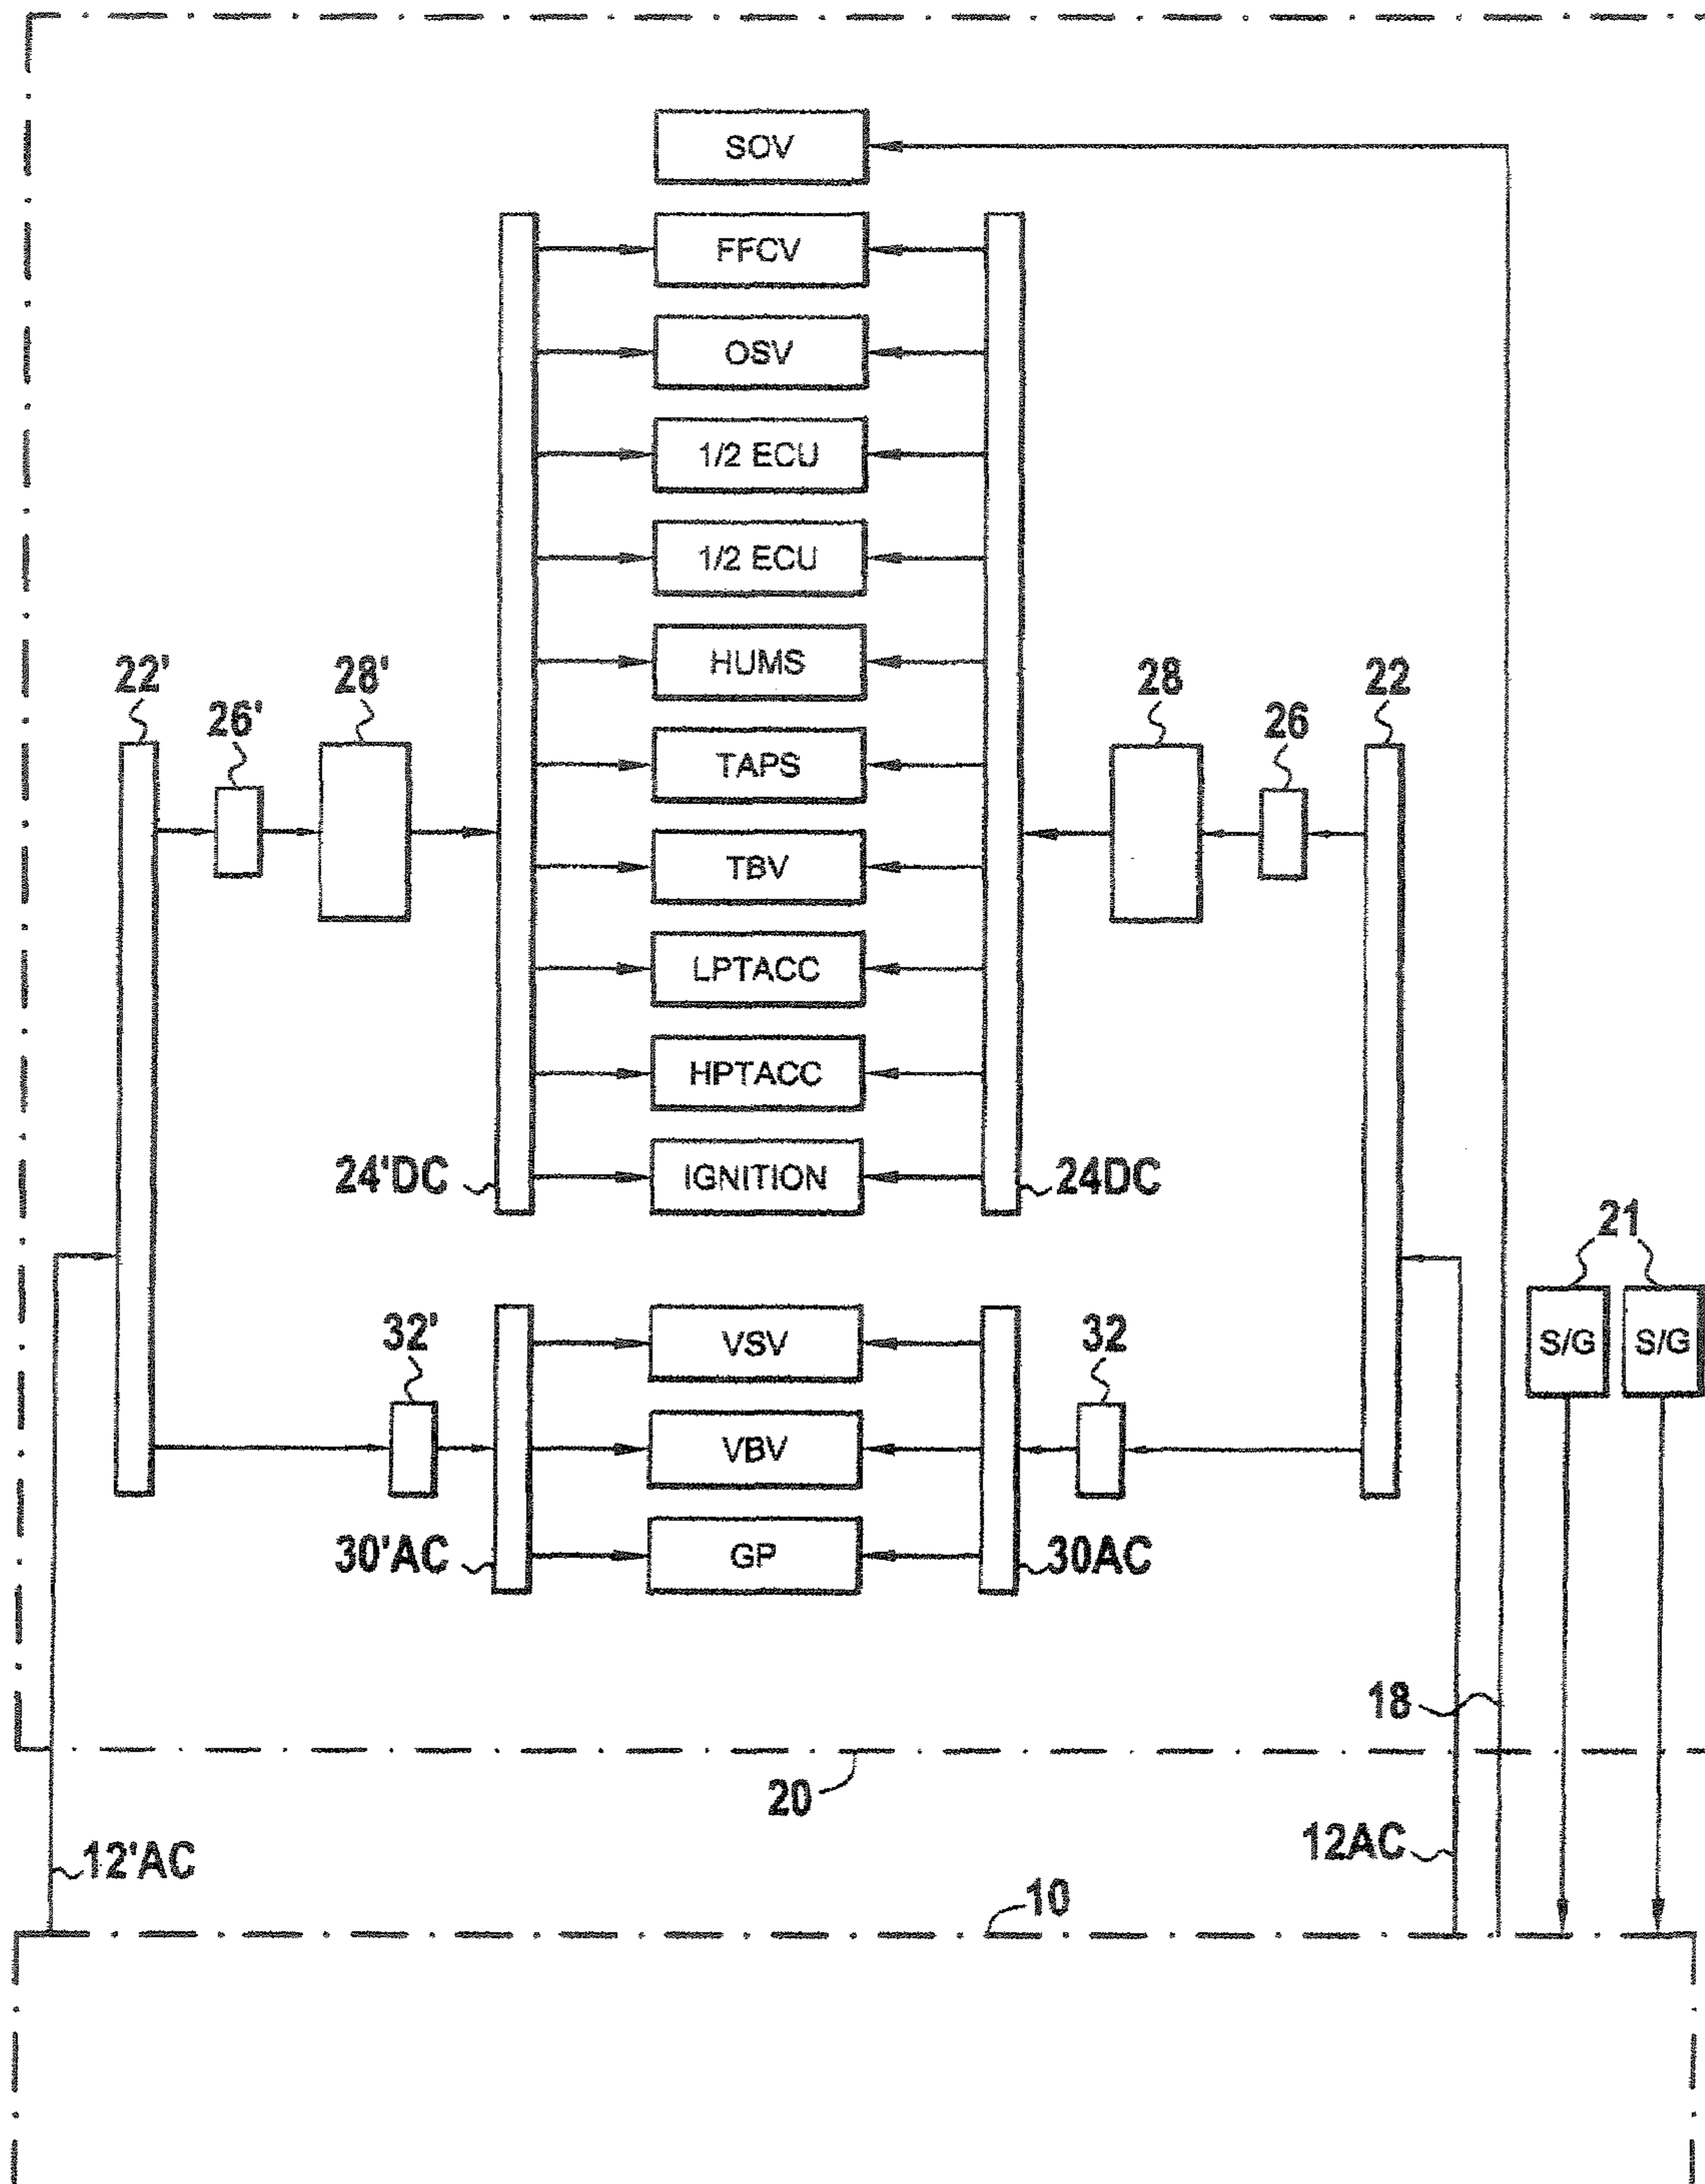 SOV
FFCV
OSV
1/2 ECU
1/2 ECU
HUMS
22'
26'
28'
28
26
22
TAPS
TBV
LPTACC
HPTACC
24'DC
IGNITION
24DC
21
S/G
S/G
32'
VSV
32
VBV
30'AC
GP
30AC
18
20
12'AC
12AC
10